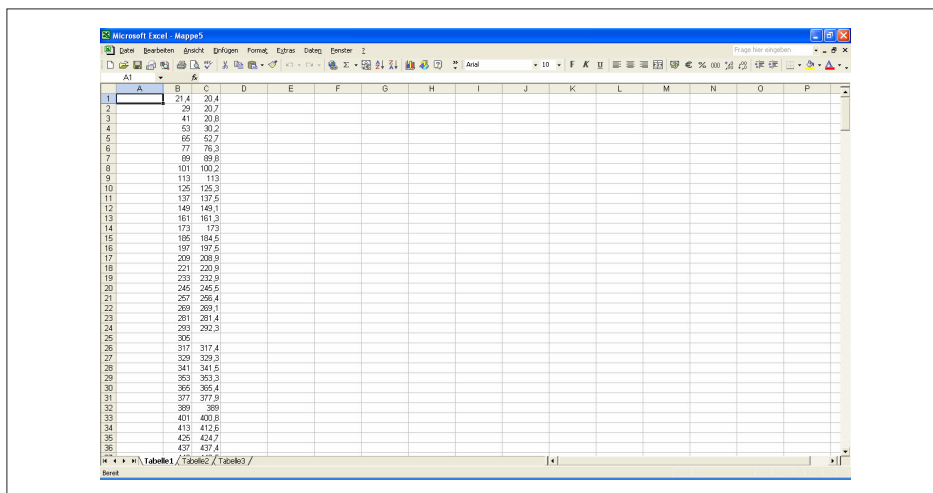 Microsoft Excel - Mappe5
Datei Bearbeiten Ansicht Einfügen Format Extras Daten Fenster ? Frage hier eingeben
Arial 10 F K U € % 000
A1 fx
A B C D E F G H I J K L M N O P
1 21,4 20,4
2 29 20,7
3 41 20,8
4 53 30,2
5 65 52,7
6 77 76,3
7 89 89,8
8 101 100,2
9 113 113
10 125 125,3
11 137 137,5
12 149 149,1
13 161 161,3
14 173 173
15 185 184,5
16 197 197,5
17 209 208,9
18 221 220,9
19 233 232,9
20 245 245,5
21 257 256,4
22 269 269,1
23 281 281,4
24 293 292,3
25 305
26 317 317,4
27 329 329,3
28 341 341,5
29 353 353,3
30 365 365,4
31 377 377,9
32 389 389
33 401 400,8
34 413 412,6
35 425 424,7
36 437 437,4
Tabelle1 / Tabelle2 / Tabelle3 /
Bereit